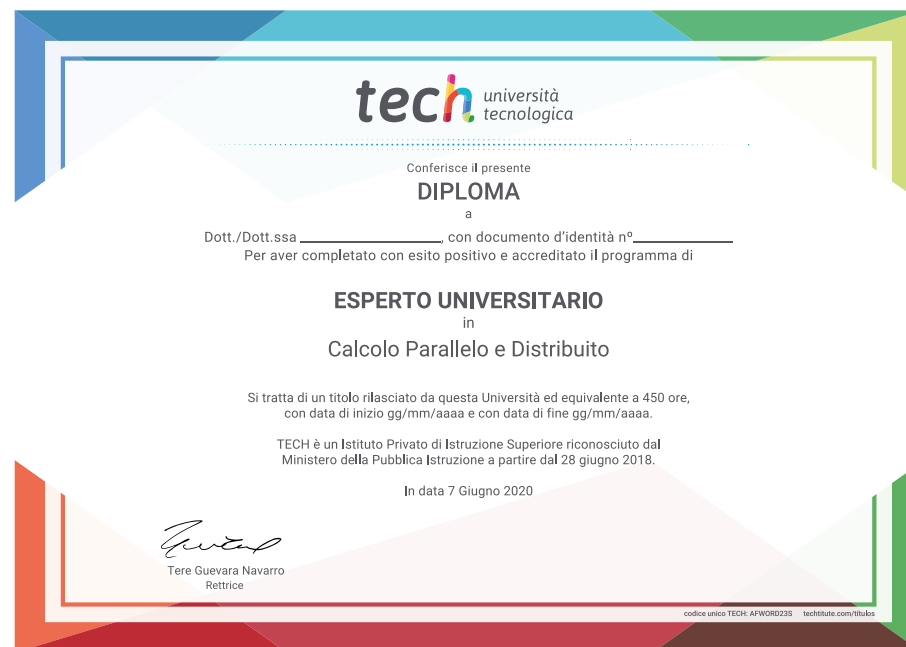 tech università
tecnologica
Conferisce il presente
DIPLOMA
a
Dott./Dott.ssa ______________, con documento d'identità nº__________
Per aver completato con esito positivo e accreditato il programma di
ESPERTO UNIVERSITARIO
in
Calcolo Parallelo e Distribuito
Si tratta di un titolo rilasciato da questa Università ed equivalente a 450 ore,
con data di inizio gg/mm/aaaa e con data di fine gg/mm/aaaa.
TECH è un Istituto Privato di Istruzione Superiore riconosciuto dal
Ministero della Pubblica Istruzione a partire dal 28 giugno 2018.
In data 7 Giugno 2020
Tere Guevara Navarro
Rettrice
codice unico TECH: AFWORD23S techtitute.com/títulos